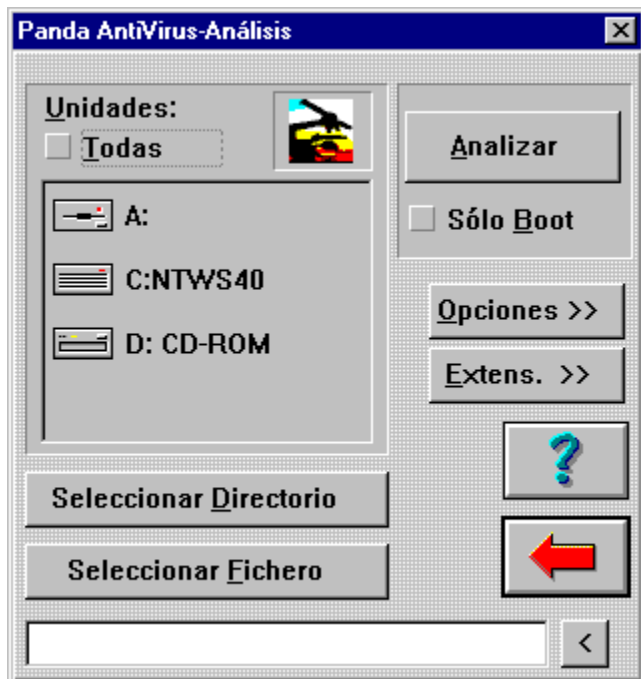 Panda AntiVirus-Análisis
Unidades:
Todas
A:
C:NTWS40
D: CD-ROM
Analizar
Sólo Boot
Opciones >>
Extens. >>
?
Seleccionar Directorio
Seleccionar Fichero
<